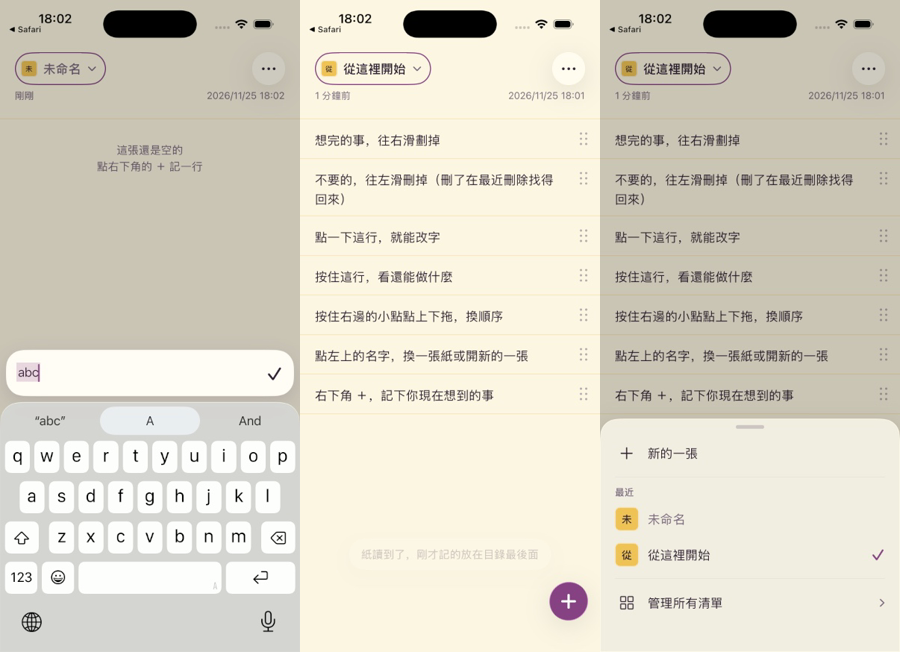 18:02
◀ Safari
未 未命名
剛剛
2026/11/25 18:02
這張還是空的
點右下角的 + 記一行
abc
“abc”
A
And
q w e r t y u i o p
a s d f g h j k l
z x c v b n m
123
18:02
◀ Safari
從 從這裡開始
1 分鐘前
2026/11/25 18:01
想完的事，往右滑劃掉
不要的，往左滑刪掉（刪了在最近刪除找得
回來）
點一下這行，就能改字
按住這行，看還能做什麼
按住右邊的小點點上下拖，換順序
點左上的名字，換一張紙或開新的一張
右下角 +，記下你現在想到的事
紙讀到了，剛才記的放在目錄最後面
18:02
◀ Safari
從 從這裡開始
1 分鐘前
2026/11/25 18:01
想完的事，往右滑劃掉
不要的，往左滑刪掉（刪了在最近刪除找得
回來）
點一下這行，就能改字
按住這行，看還能做什麼
按住右邊的小點點上下拖，換順序
點左上的名字，換一張紙或開新的一張
右下角 +，記下你現在想到的事
+ 新的一張
最近
未 未命名
從 從這裡開始
管理所有清單